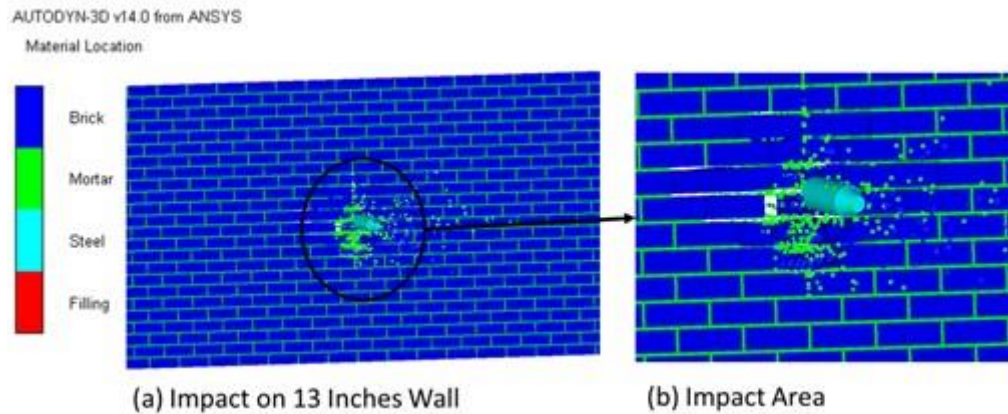 AUTODYN-3D v14.0 from ANSYS
Material Location
Brick
Mortar
Steel
Filling
(a) Impact on 13 Inches Wall
(b) Impact Area